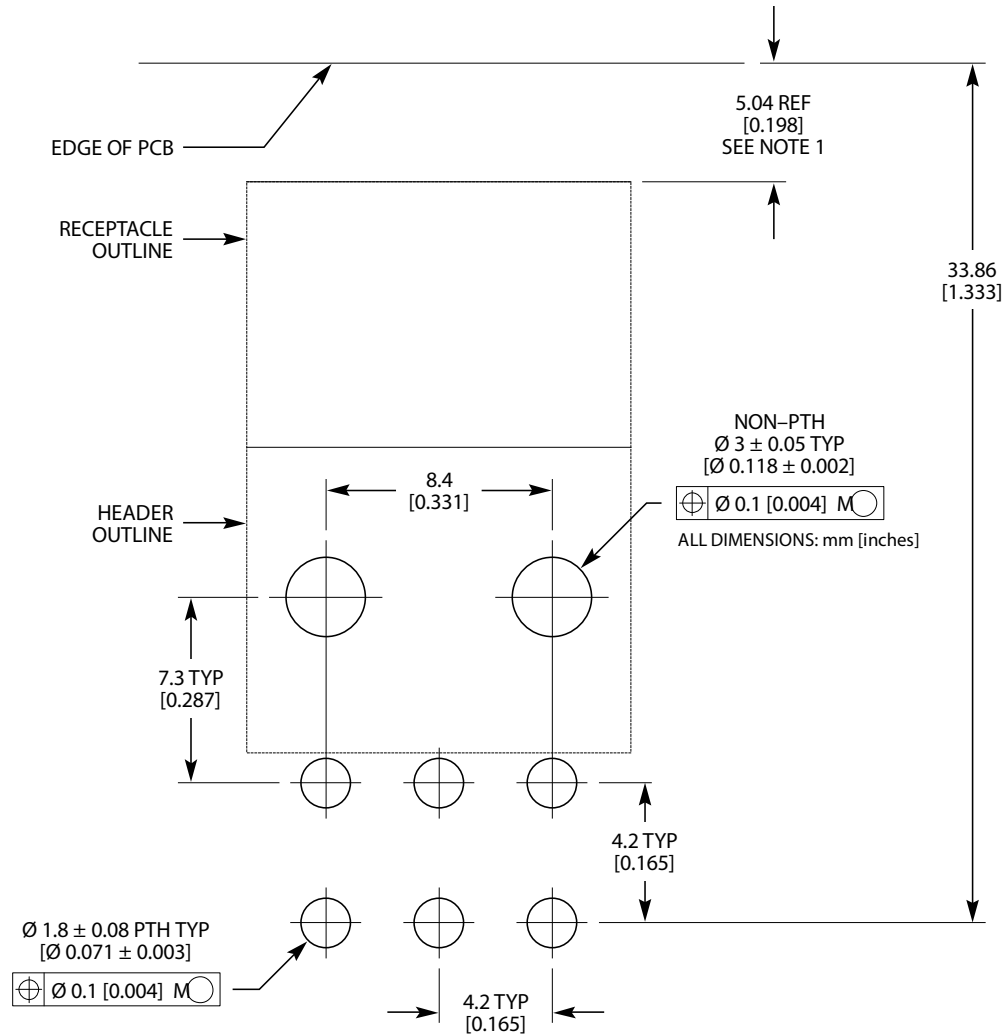 5.04 REF
[0.198]
SEE NOTE 1
EDGE OF PCB
RECEPTACLE
OUTLINE
33.86
[1.333]
NON–PTH
Ø 3 ± 0.05 TYP
[Ø 0.118 ± 0.002]
⌖ Ø 0.1 [0.004] M
ALL DIMENSIONS: mm [inches]
8.4
[0.331]
HEADER
OUTLINE
7.3 TYP
[0.287]
4.2 TYP
[0.165]
Ø 1.8 ± 0.08 PTH TYP
[Ø 0.071 ± 0.003]
⌖ Ø 0.1 [0.004] M
4.2 TYP
[0.165]